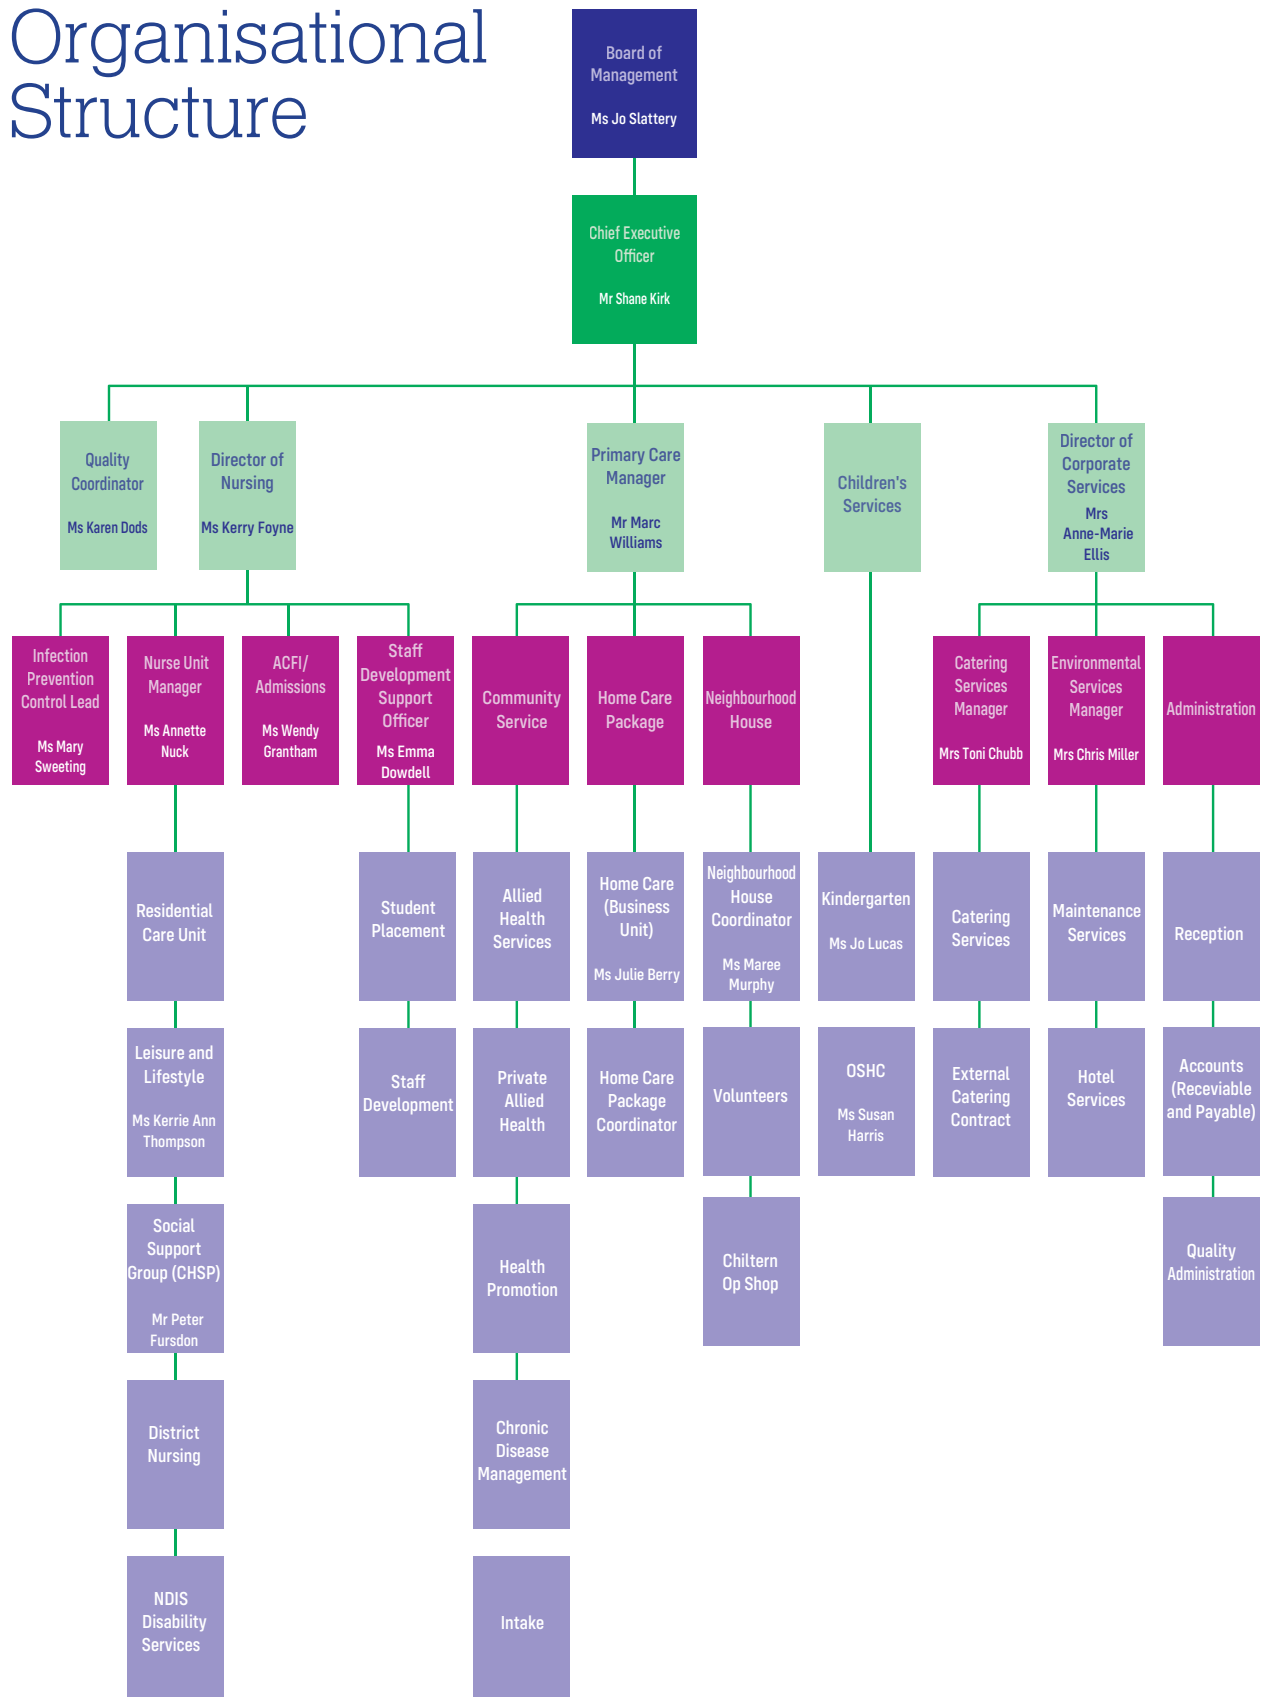 Organisational
Structure
Board of
Management
Ms Jo Slattery
Chief Executive
Officer
Mr Shane Kirk
Quality
Coordinator
Ms Karen Dods
Director of
Nursing
Ms Kerry Foyne
Primary Care
Manager
Mr Marc
Williams
Children's
Services
Director of
Corporate
Services
Mrs
Anne-Marie
Ellis
Infection
Prevention
Control Lead
Ms Mary
Sweeting
Nurse Unit
Manager
Ms Annette
Nuck
ACFI/
Admissions
Ms Wendy
Grantham
Staff
Development
Support
Officer
Ms Emma
Dowdell
Community
Service
Home Care
Package
Neighbourhood
House
Catering
Services
Manager
Mrs Toni Chubb
Environmental
Services
Manager
Mrs Chris Miller
Administration
Residential
Care Unit
Student
Placement
Allied
Health
Services
Home Care
(Business
Unit)
Ms Julie Berry
Neighbourhood
House
Coordinator
Ms Maree
Murphy
Kindergarten
Ms Jo Lucas
Catering
Services
Maintenance
Services
Reception
Leisure and
Lifestyle
Ms Kerrie Ann
Thompson
Staff
Development
Private
Allied
Health
Home Care
Package
Coordinator
Volunteers
OSHC
Ms Susan
Harris
External
Catering
Contract
Hotel
Services
Accounts
(Receviable
and Payable)
Social
Support
Group (CHSP)
Mr Peter
Fursdon
Health
Promotion
Chiltern
Op Shop
Quality
Administration
District
Nursing
Chronic
Disease
Management
NDIS
Disability
Services
Intake